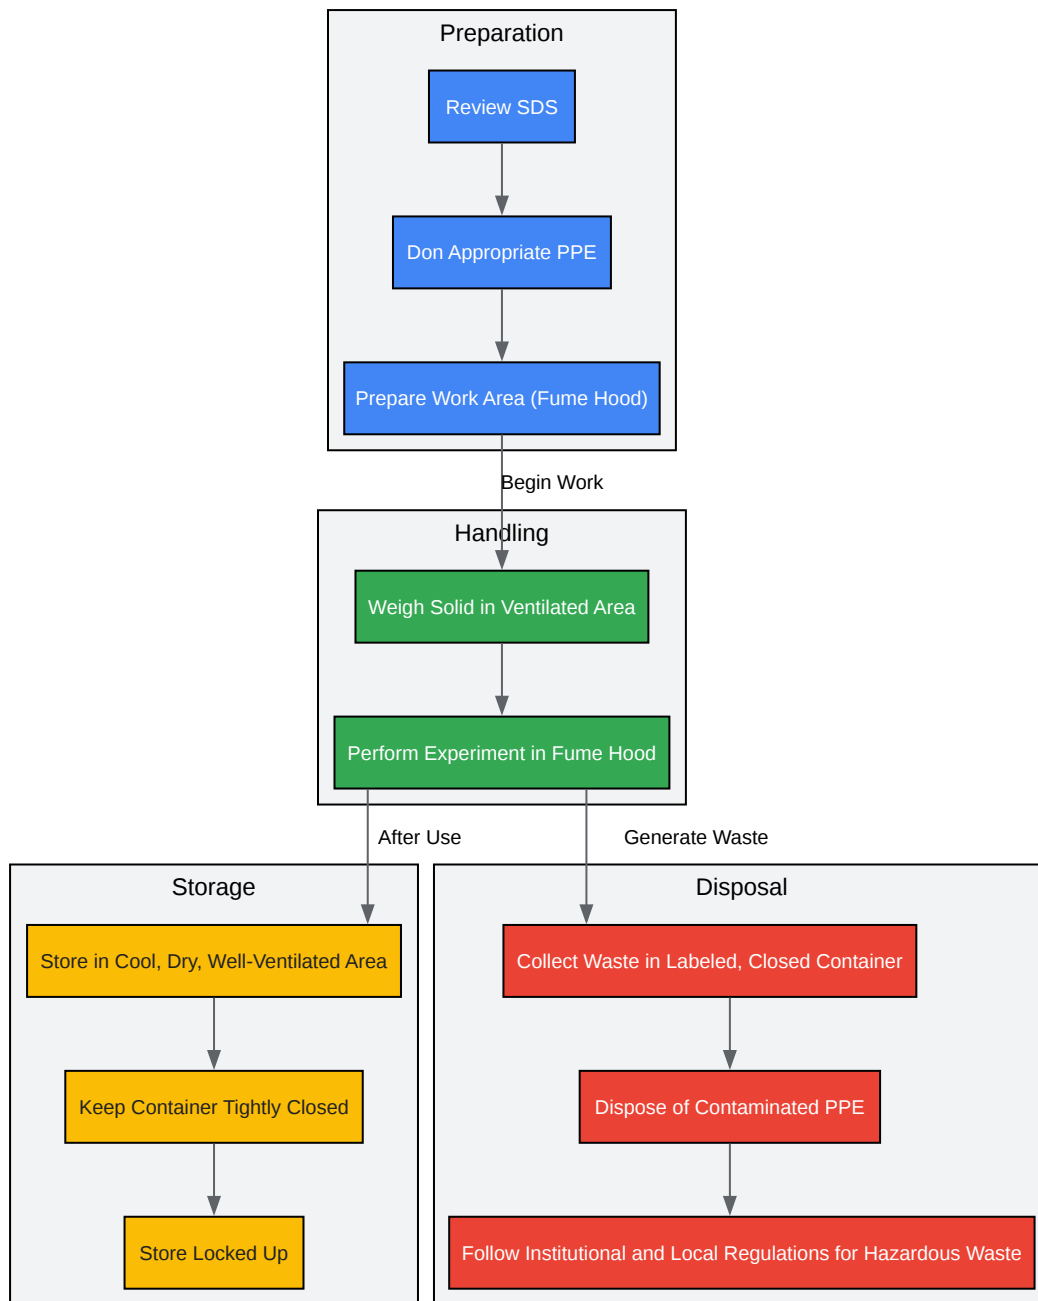 Preparation
Review SDS
Don Appropriate PPE
Prepare Work Area (Fume Hood)
Begin Work
Handling
Weigh Solid in Ventilated Area
Perform Experiment in Fume Hood
After Use
Generate Waste
Storage
Store in Cool, Dry, Well-Ventilated Area
Keep Container Tightly Closed
Store Locked Up
Disposal
Collect Waste in Labeled, Closed Container
Dispose of Contaminated PPE
Follow Institutional and Local Regulations for Hazardous Waste